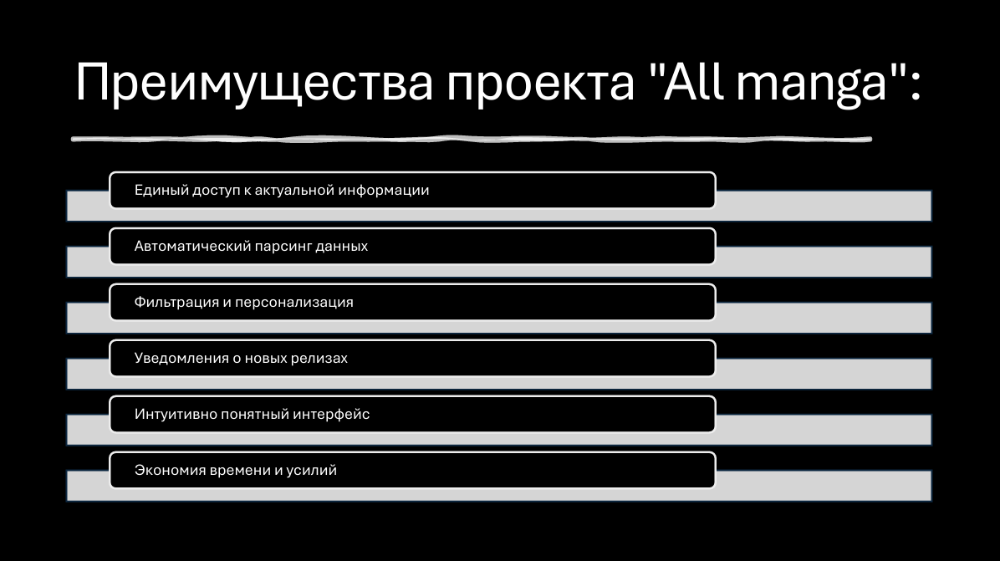 Преимущества проекта "All manga":
Единый доступ к актуальной информации
Автоматический парсинг данных
Фильтрация и персонализация
Уведомления о новых релизах
Интуитивно понятный интерфейс
Экономия времени и усилий